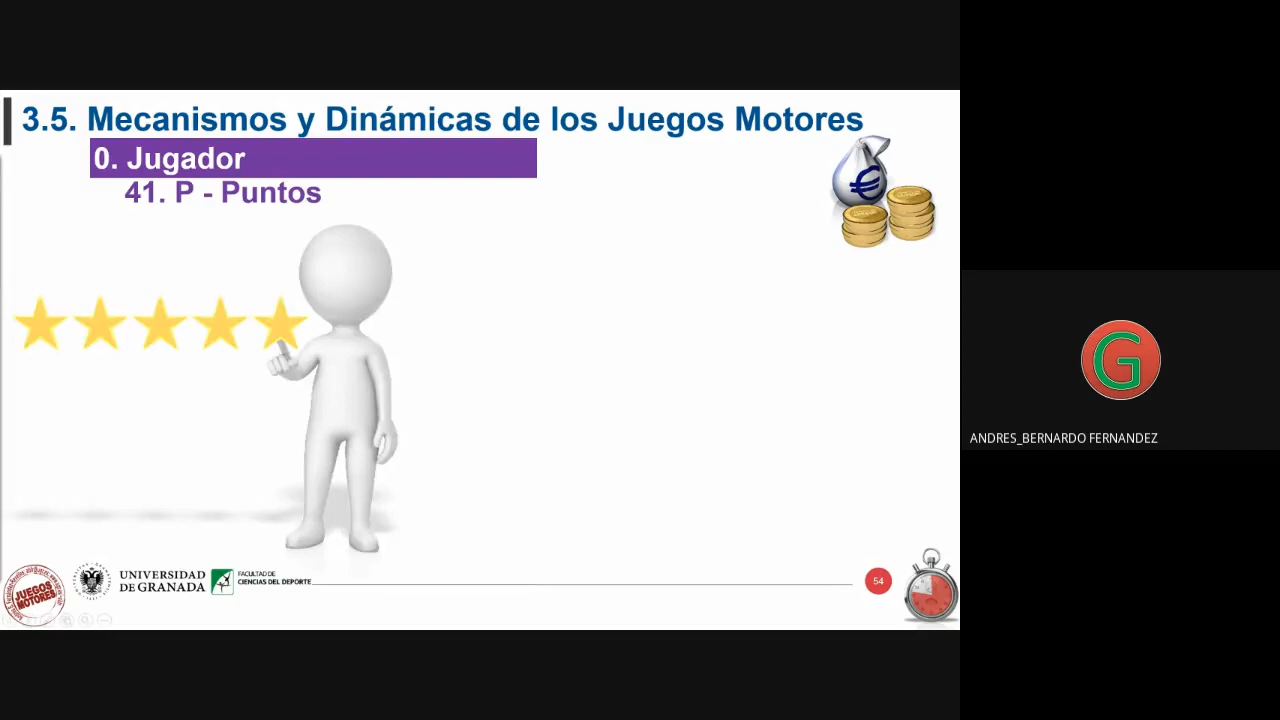 3.5. Mecanismos y Dinámicas de los Juegos Motores
0. Jugador
41. P - Puntos
G
ANDRES_BERNARDO FERNANDEZ
JUEGOS
MOTORES
UNIVERSIDAD
DE GRANADA
FACULTAD DE
CIENCIAS DEL DEPORTE
54